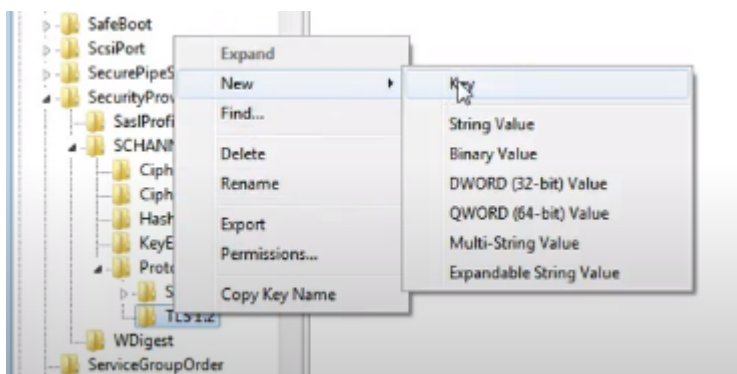 SafeBoot
ScsiPort
SecurePipeS
SecurityProv
SaslProfi
SCHANN
Ciph
Ciph
Hash
KeyE
Proto
S
TLS 1.2
WDigest
ServiceGroupOrder
Expand
New
Find...
Delete
Rename
Export
Permissions...
Copy Key Name
Key
String Value
Binary Value
DWORD (32-bit) Value
QWORD (64-bit) Value
Multi-String Value
Expandable String Value